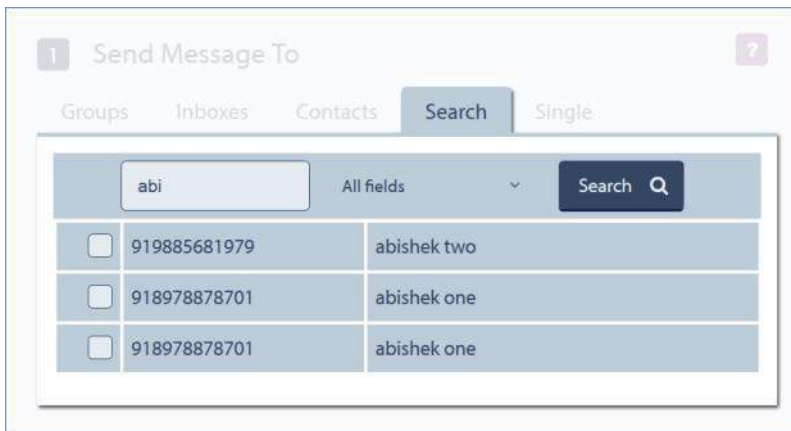 1 Send Message To ?
Groups Inboxes Contacts Search Single
abi All fields Search
919885681979 abishek two
918978878701 abishek one
918978878701 abishek one